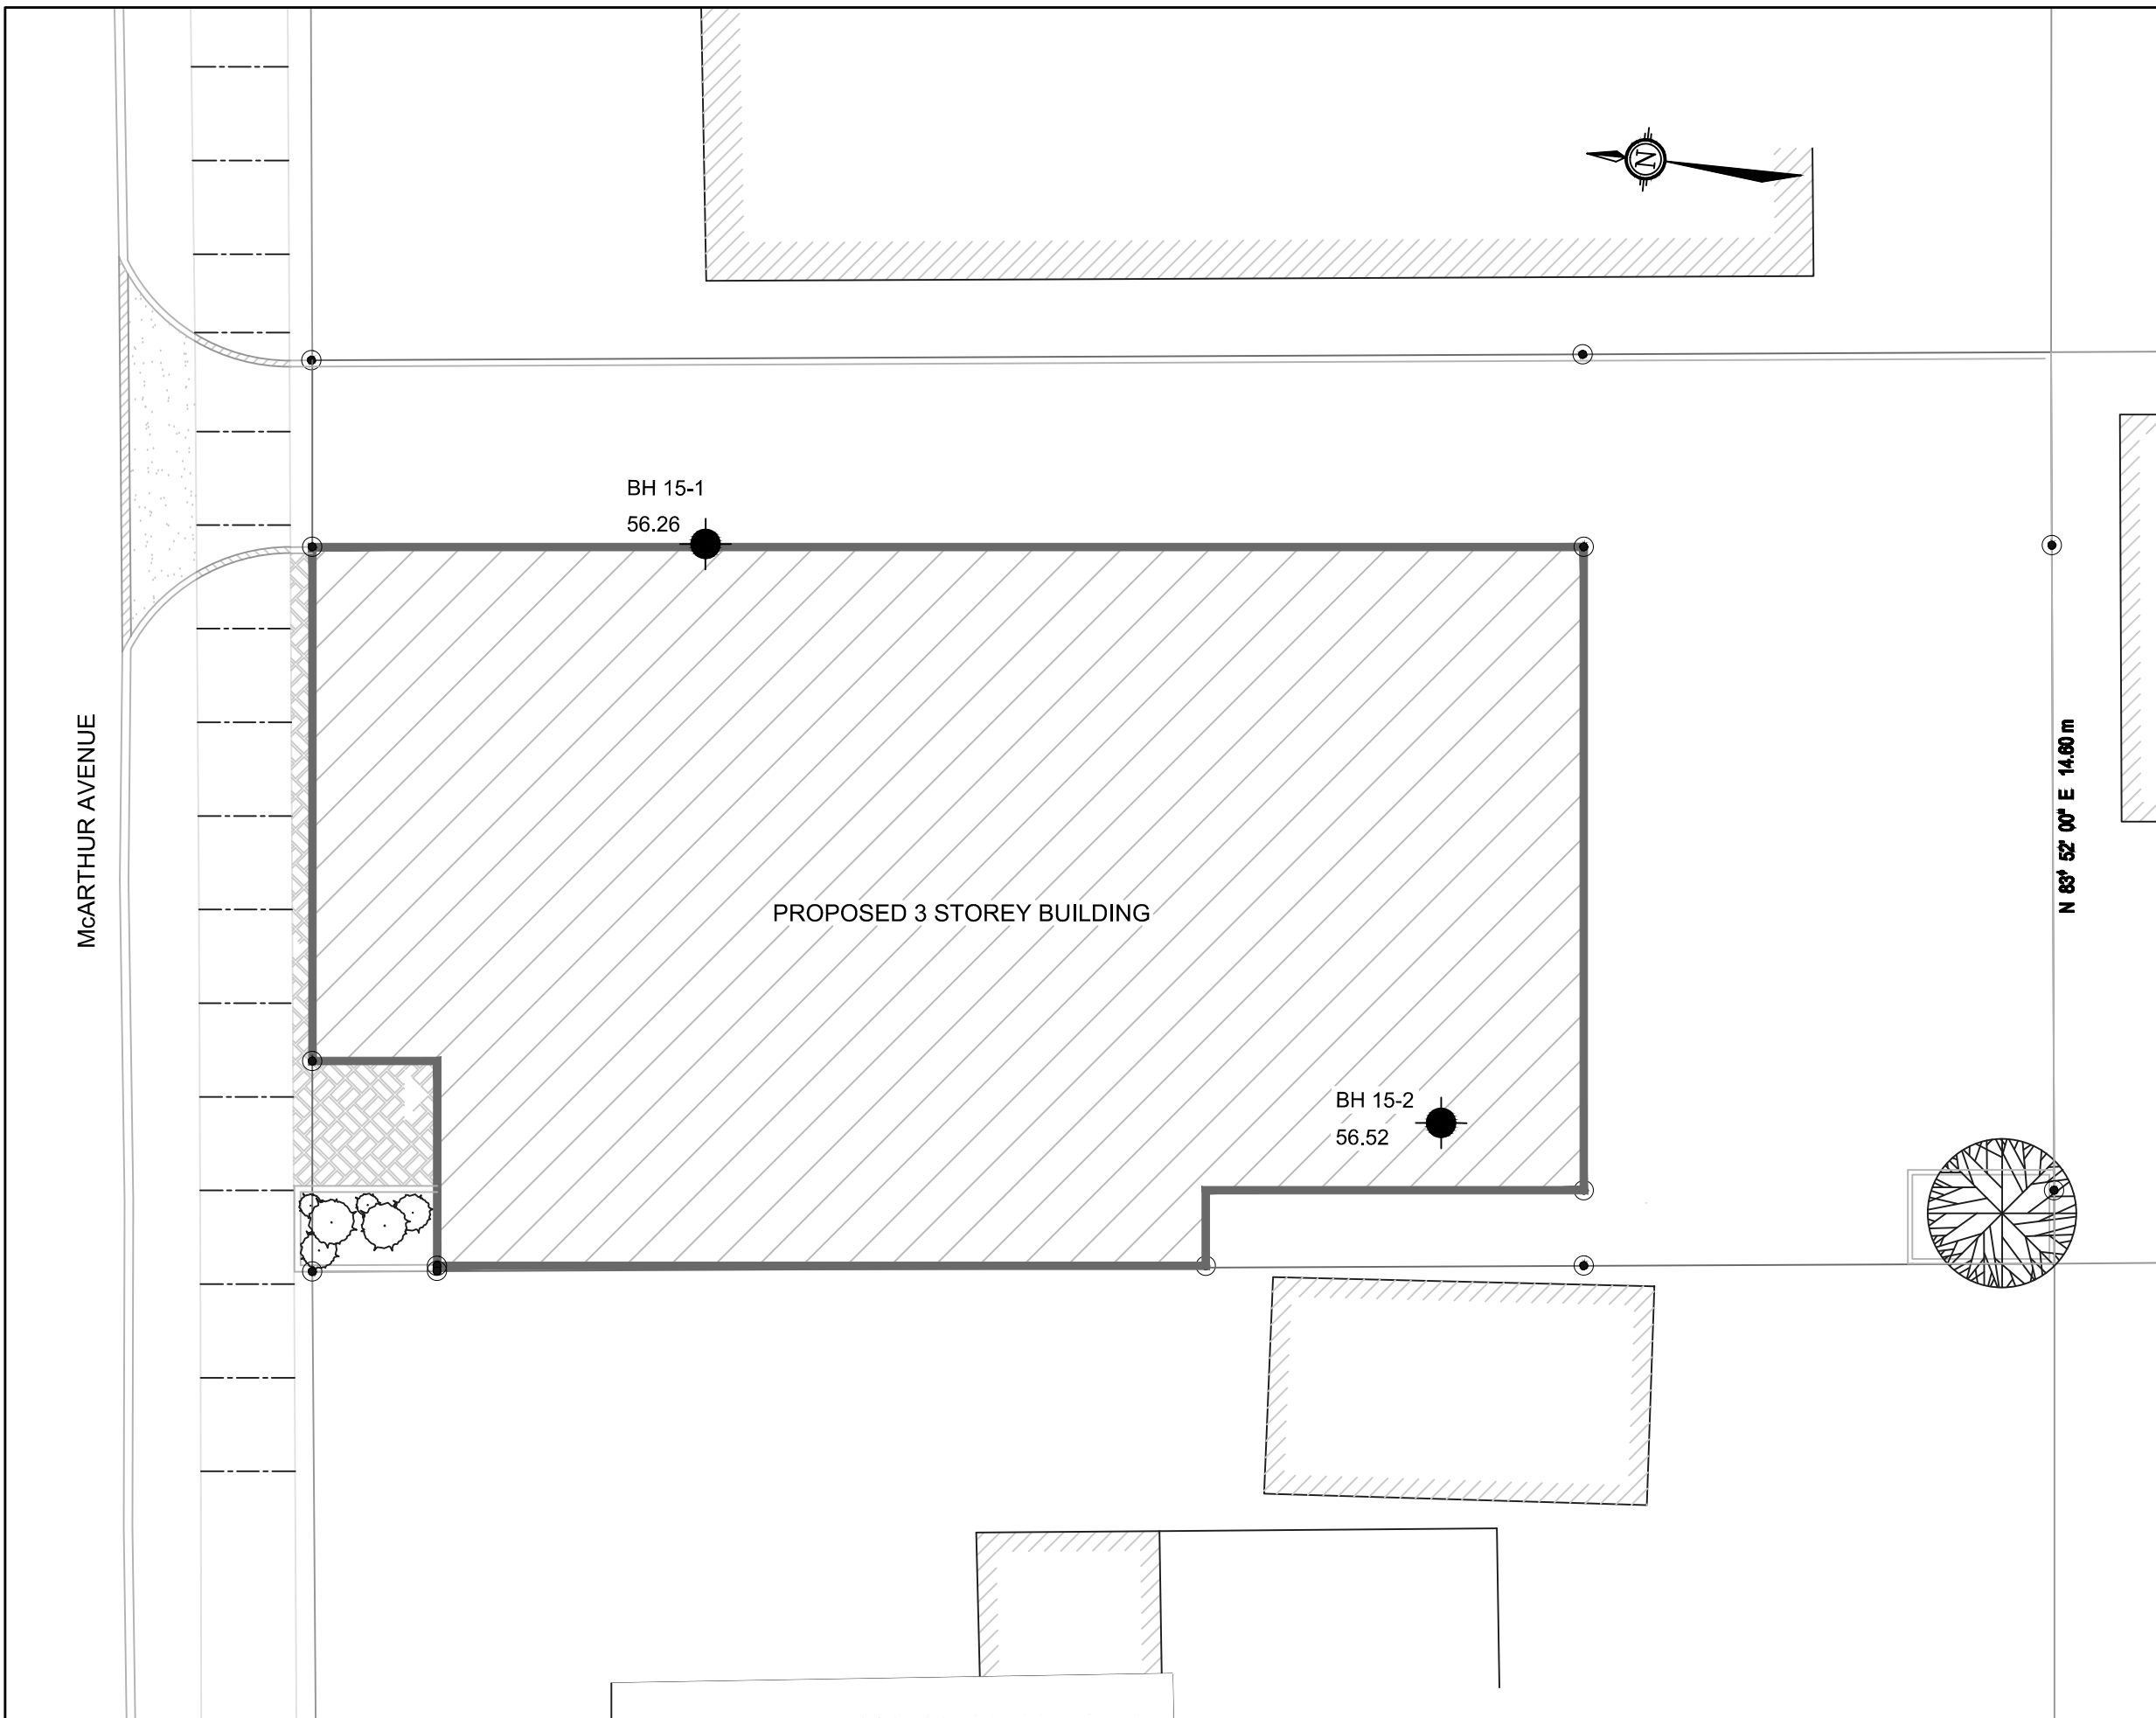 N
BH 15-1
56.26
McARTHUR AVENUE
N 83° 52' 00" E 14.60 m
PROPOSED 3 STOREY BUILDING
BH 15-2
56.52